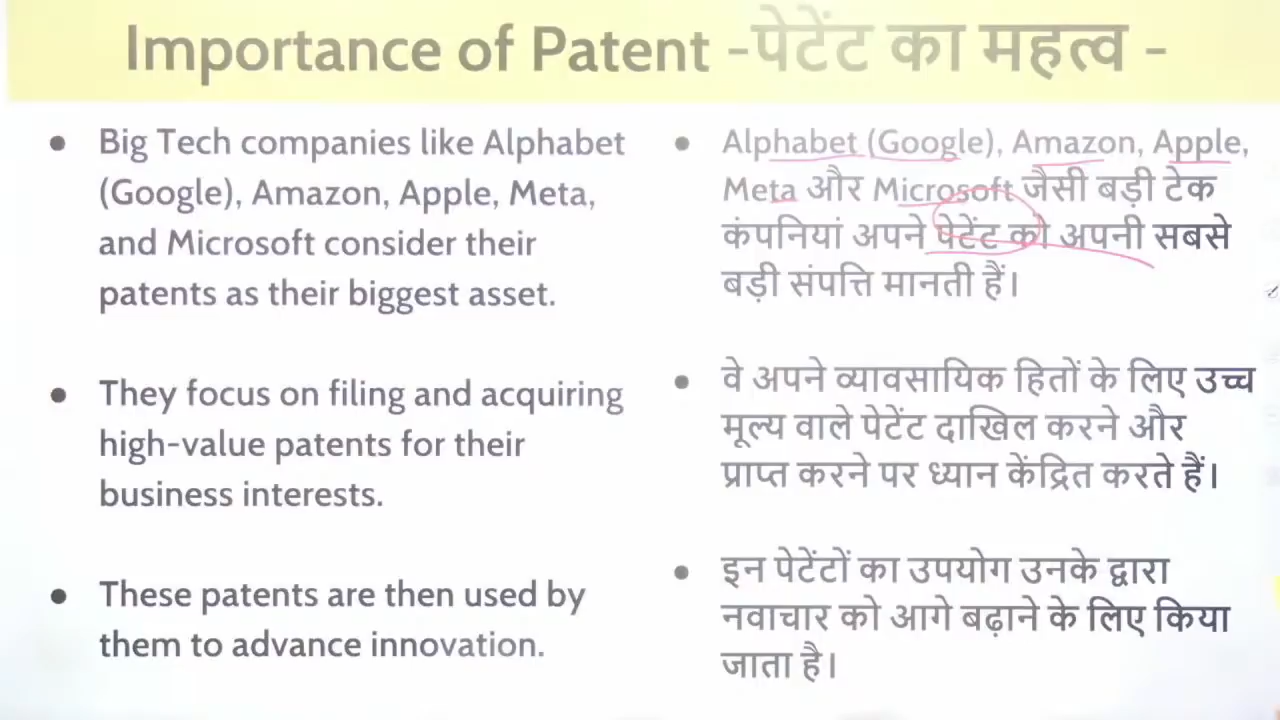 Importance of Patent -पेटेंट का महत्व -
● Big Tech companies like Alphabet
(Google), Amazon, Apple, Meta,
and Microsoft consider their
patents as their biggest asset.
● They focus on filing and acquiring
high-value patents for their
business interests.
● These patents are then used by
them to advance innovation.
● Alphabet (Google), Amazon, Apple,
Meta और Microsoft जैसी बड़ी टेक
कंपनियां अपने पेटेंट को अपनी सबसे
बड़ी संपत्ति मानती हैं।
● वे अपने व्यावसायिक हितों के लिए उच्च
मूल्य वाले पेटेंट दाखिल करने और
प्राप्त करने पर ध्यान केंद्रित करते हैं।
● इन पेटेंटों का उपयोग उनके द्वारा
नवाचार को आगे बढ़ाने के लिए किया
जाता है।